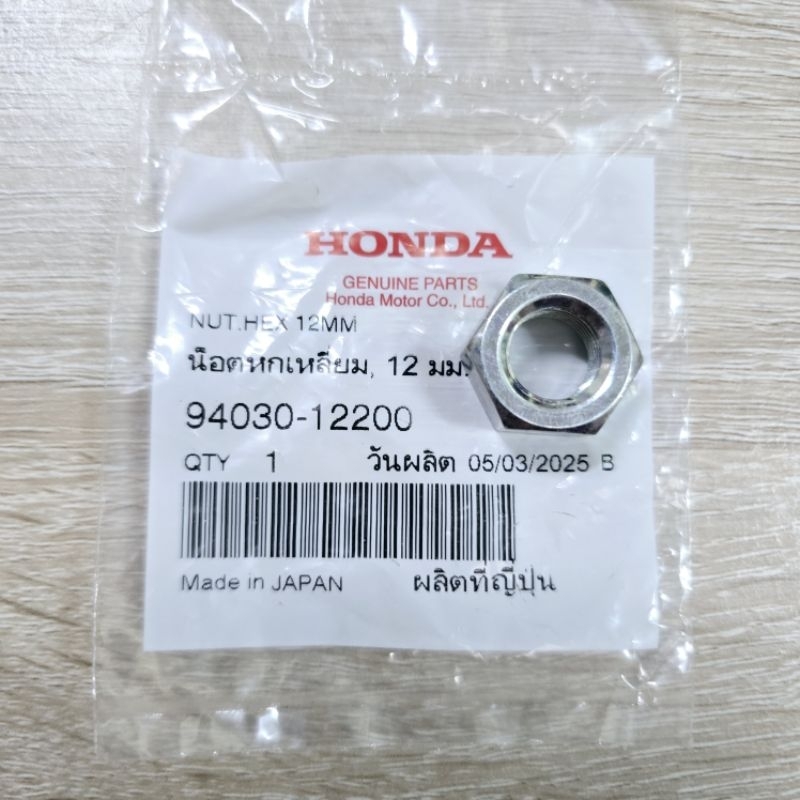 HONDA
GENUINE PARTS
Honda Motor Co., Ltd.
NUT.HEX 12MM
น็อตหกเหลี่ยม, 12 มม.
94030-12200
QTY 1 วันผลิต 05/03/2025 B
Made in JAPAN ผลิตที่ญี่ปุ่น